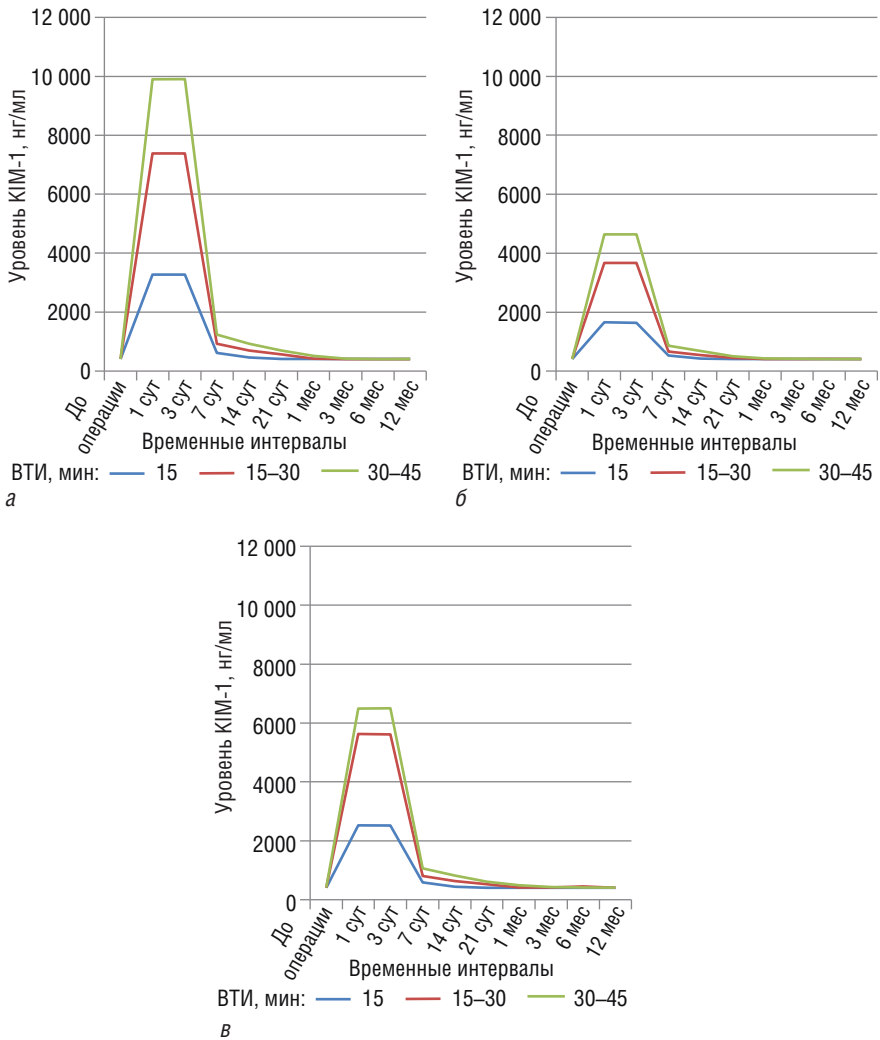 Уровень KIM-1, нг/мл
12 000
10 000
8000
6000
4000
2000
0
До операции
1 сут
3 сут
7 сут
14 сут
21 сут
1 мес
3 мес
6 мес
12 мес
Временные интервалы
ВТИ, мин: 15 15–30 30–45
а
Уровень KIM-1, нг/мл
12 000
10 000
8000
6000
4000
2000
0
До операции
1 сут
3 сут
7 сут
14 сут
21 сут
1 мес
3 мес
6 мес
12 мес
Временные интервалы
ВТИ, мин: 15 15–30 30–45
б
Уровень KIM-1, нг/мл
12 000
10 000
8000
6000
4000
2000
0
До операции
1 сут
3 сут
7 сут
14 сут
21 сут
1 мес
3 мес
6 мес
12 мес
Временные интервалы
ВТИ, мин: 15 15–30 30–45
в